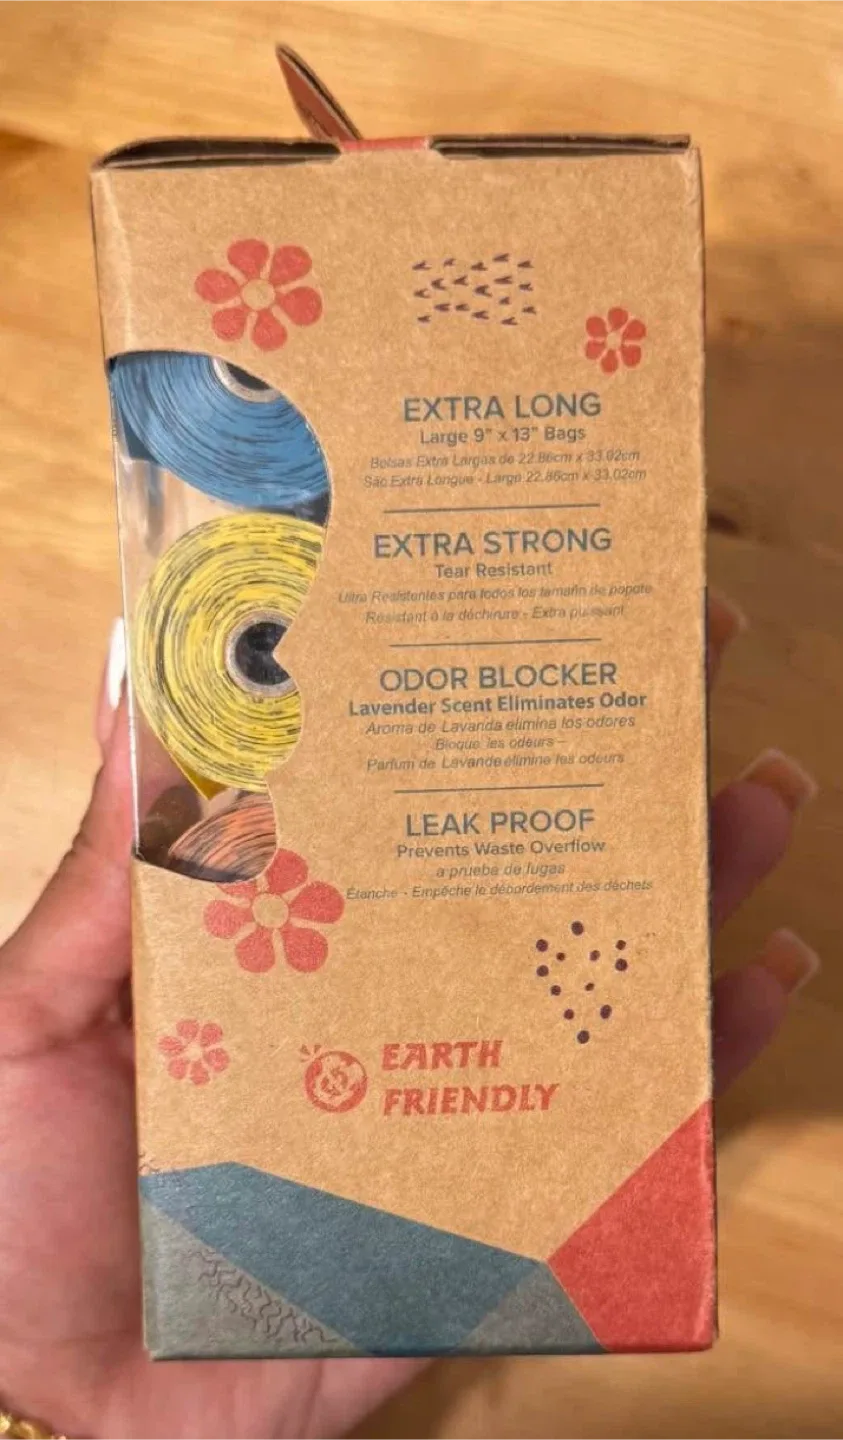 EXTRA LONG
Large 9" x 13" Bags
Bolsas Extra Largas de 22.86cm x 33.02cm
Sac Extra Longue - Large 22.86cm x 33.02cm
EXTRA STRONG
Tear Resistant
Ultra Resistentes para todos los tamañn de popote
Résistant à la déchirure - Extra puissant
ODOR BLOCKER
Lavender Scent Eliminates Odor
Aroma de Lavanda elimina los odores
Bloque les odeurs –
Parfum de Lavande élimine les odeurs
LEAK PROOF
Prevents Waste Overflow
a prueba de fugas
Étanche - Empêche le débordement des déchets
EARTH
FRIENDLY